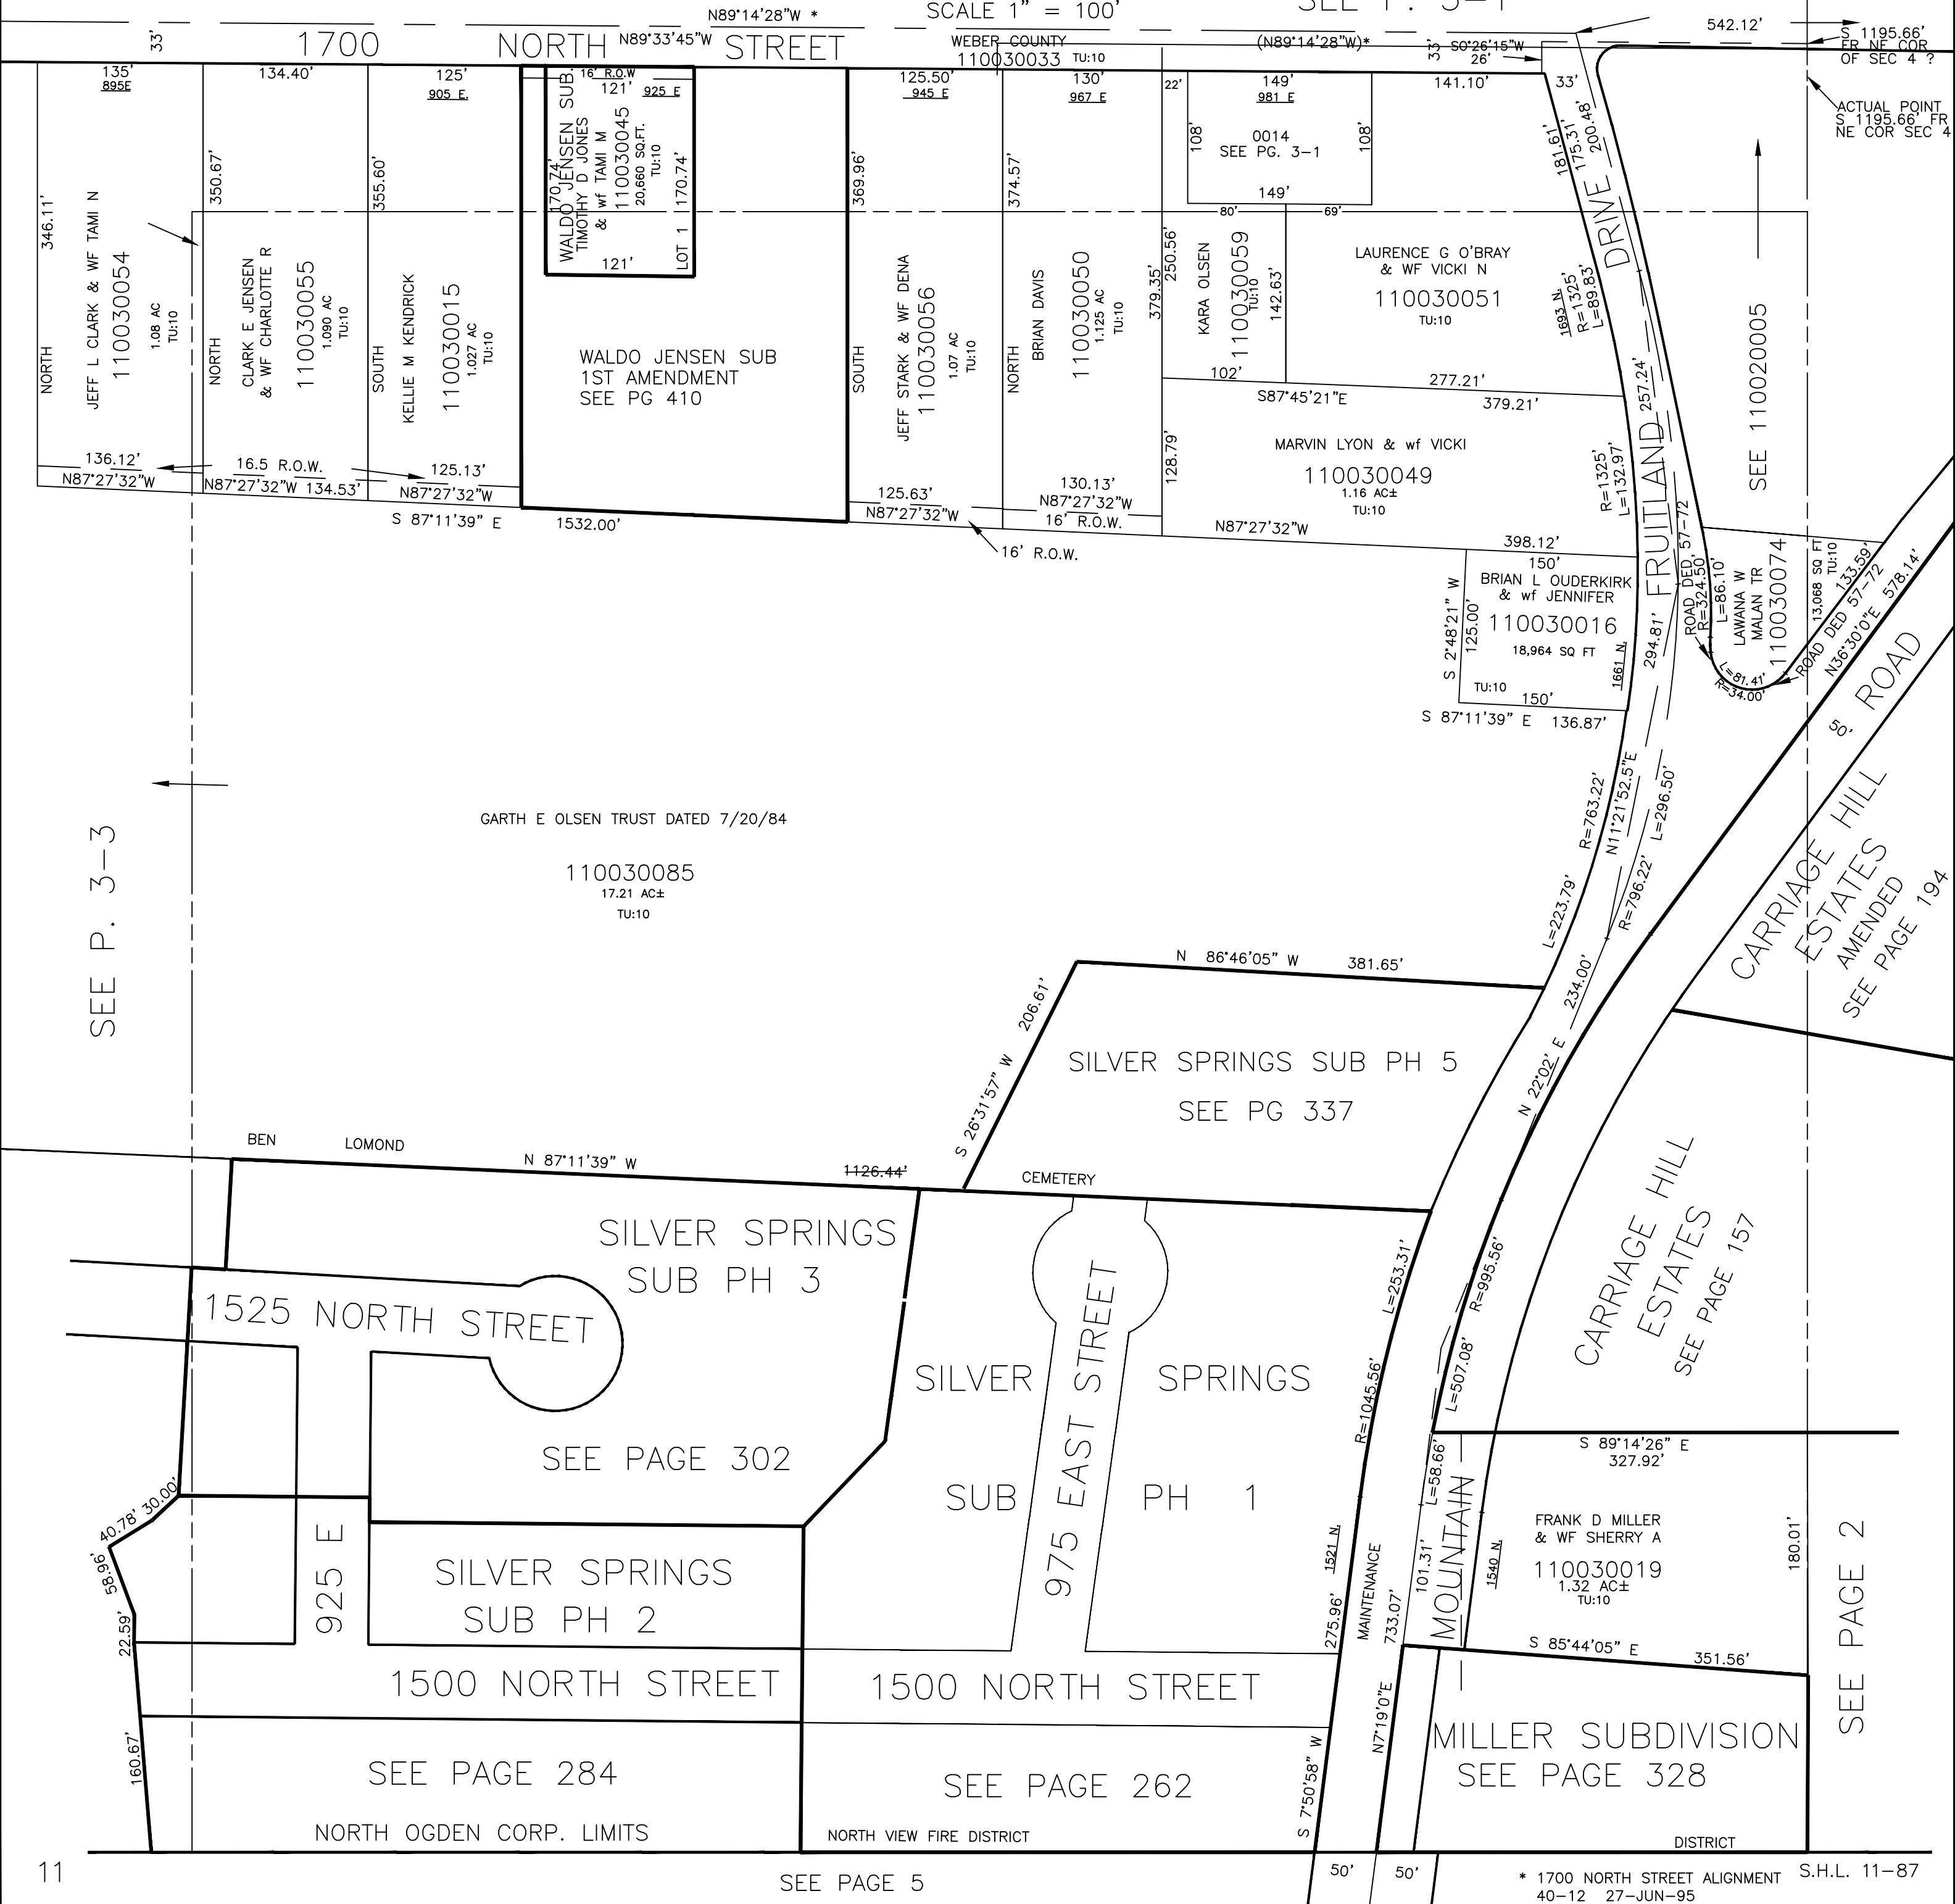 N89°14'28"W *
SCALE 1" = 100'
542.12'
33'
1700 NORTH STREET
N89°33'45"W
WEBER COUNTY
110030033 TU:10
(N89°14'28"W)*
33'
S0°26'15"W
26'
S 1195.66'
FR NE COR
OF SEC 4 ?
ACTUAL POINT
S 1195.66' FR
NE COR SEC 4
135'
895E
134.40'
125'
905 E.
16' R.O.W
121'
925 E
125.50'
945 E
130'
967 E
22'
149'
981 E
141.10'
33'
346.11'
NORTH
JEFF L CLARK & WF TAMI N
110030054
1.08 AC
TU:10
136.12'
N87°27'32"W
350.67'
NORTH
CLARK E JENSEN
& WF CHARLOTTE R
110030055
1.090 AC
TU:10
16.5 R.O.W.
N87°27'32"W 134.53'
355.60'
SOUTH
KELLIE M KENDRICK
110030015
1.027 AC
TU:10
125.13'
N87°27'32"W
S 87°11'39" E 1532.00'
170.74'
WALDO JENSEN SUB.
TIMOTHY D JONES
& wf TAMI M
110030045
20,660 SQ.FT.
TU:10
LOT 1 170.74'
121'
WALDO JENSEN SUB
1ST AMENDMENT
SEE PG 410
369.96'
SOUTH
JEFF STARK & WF DENA
110030056
1.07 AC
TU:10
125.63'
N87°27'32"W
16' R.O.W.
374.57'
NORTH
BRIAN DAVIS
110030050
1.125 AC
TU:10
130.13'
N87°27'32"W
16' R.O.W.
108'
0014
SEE PG. 3-1
108'
149'
80'
69'
250.56'
379.35'
128.79'
KARA OLSEN
110030059
TU:10
142.63'
102'
LAURENCE G O'BRAY
& WF VICKI N
110030051
TU:10
277.21'
S87°45'21"E
379.21'
MARVIN LYON & wf VICKI
110030049
1.16 AC±
TU:10
N87°27'32"W
398.12'
181.61'
175.31'
200.48'
1693 N.
R=1325'
L=89.83'
R=1325'
L=132.97'
257.24'
FRUITLAND DRIVE
SEE 110020005
150'
BRIAN L OUDERKIRK
& wf JENNIFER
110030016
18,964 SQ FT
TU:10
1661 N.
S 2°48'21" W
125.00'
150'
S 87°11'39" E 136.87'
294.81'
ROAD DED 57-72
R=324.50'
L=86.10'
LAWANA W
MALAN TR
110030074
13,068 SQ FT
TU:10
133.59'
ROAD DED 57-72
N36°30'0"E 578.14'
L=81.41'
R=34.00'
ROAD
50'
GARTH E OLSEN TRUST DATED 7/20/84
110030085
17.21 AC±
TU:10
SEE P. 3-3
R=763.22'
N11°21'52.5"E
L=296.50'
R=796.22'
L=223.79'
234.00'
N 22°02' E
CARRIAGE HILL
ESTATES
AMENDED
SEE PAGE 194
N 86°46'05" W 381.65'
S 26°31'57" W 206.61'
SILVER SPRINGS SUB PH 5
SEE PG 337
BEN LOMOND
N 87°11'39" W
1126.44'
CEMETERY
SILVER SPRINGS
SUB PH 3
1525 NORTH STREET
SEE PAGE 302
SILVER SPRINGS
SUB PH 1
975 EAST STREET
L=253.31'
R=1045.56'
R=995.56'
L=507.08'
L=58.66'
CARRIAGE HILL
ESTATES
SEE PAGE 157
S 89°14'26" E
327.92'
FRANK D MILLER
& WF SHERRY A
110030019
1.32 AC±
TU:10
180.01'
1540 N.
SEE PAGE 2
30.00'
40.78'
58.96'
22.59'
160.67'
925 E
SILVER SPRINGS
SUB PH 2
1521 N.
275.96'
MAINTENANCE
101.31'
733.07'
MOUNTAIN
S 85°44'05" E
351.56'
1500 NORTH STREET
1500 NORTH STREET
N7°19'0"E
S 7°50'58" W
MILLER SUBDIVISION
SEE PAGE 328
SEE PAGE 284
SEE PAGE 262
NORTH OGDEN CORP. LIMITS
NORTH VIEW FIRE DISTRICT
DISTRICT
11
SEE PAGE 5
50'
50'
* 1700 NORTH STREET ALIGNMENT
40-12 27-JUN-95
S.H.L. 11-87